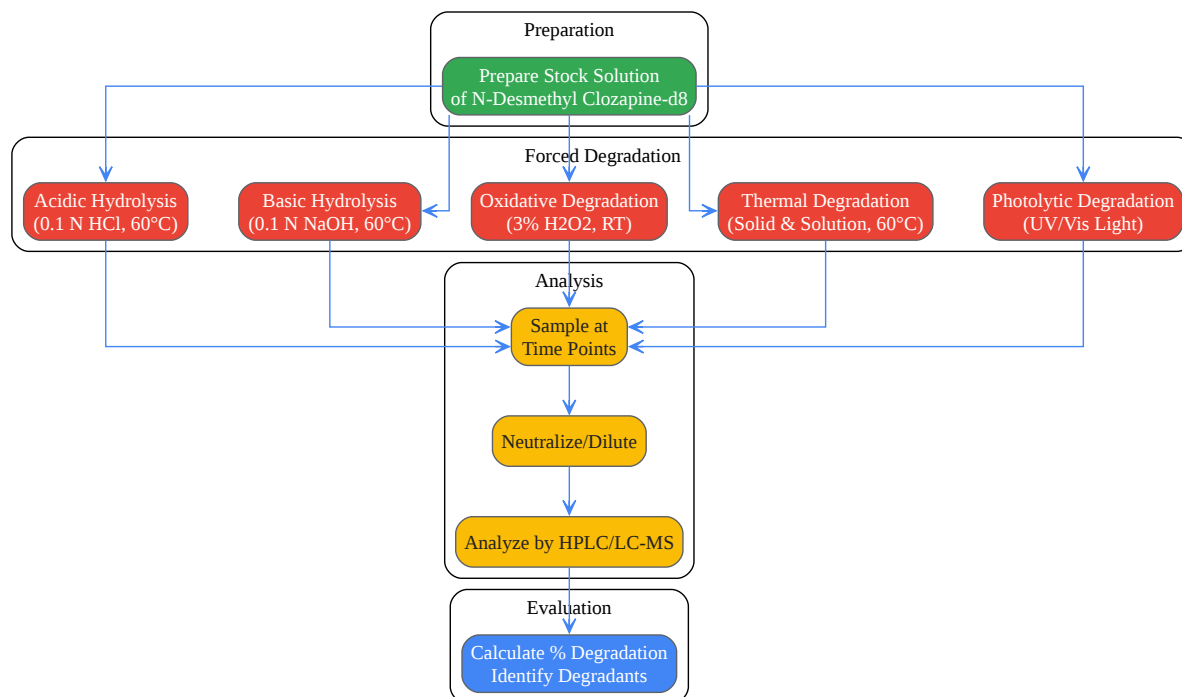 Preparation
Prepare Stock Solution
of N-Desmethyl Clozapine-d8
Forced Degradation
Acidic Hydrolysis
(0.1 N HCl, 60°C)
Basic Hydrolysis
(0.1 N NaOH, 60°C)
Oxidative Degradation
(3% H2O2, RT)
Thermal Degradation
(Solid & Solution, 60°C)
Photolytic Degradation
(UV/Vis Light)
Analysis
Sample at
Time Points
Neutralize/Dilute
Analyze by HPLC/LC-MS
Evaluation
Calculate % Degradation
Identify Degradants